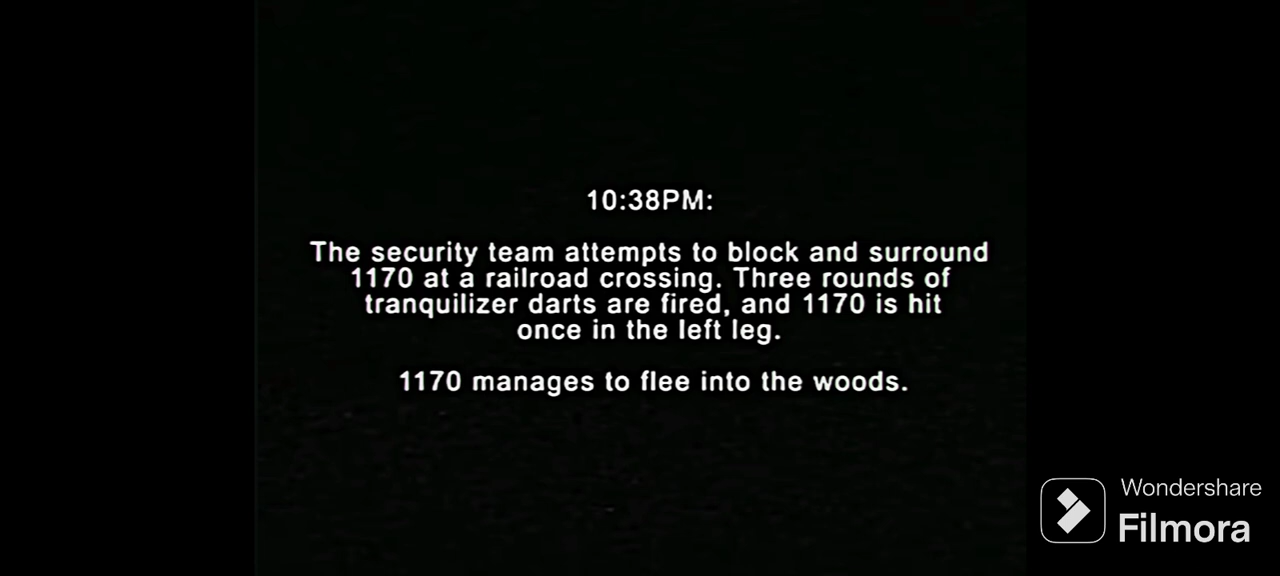 10:38PM:
The security team attempts to block and surround
1170 at a railroad crossing. Three rounds of
tranquilizer darts are fired, and 1170 is hit
once in the left leg.
1170 manages to flee into the woods.
Wondershare
Filmora